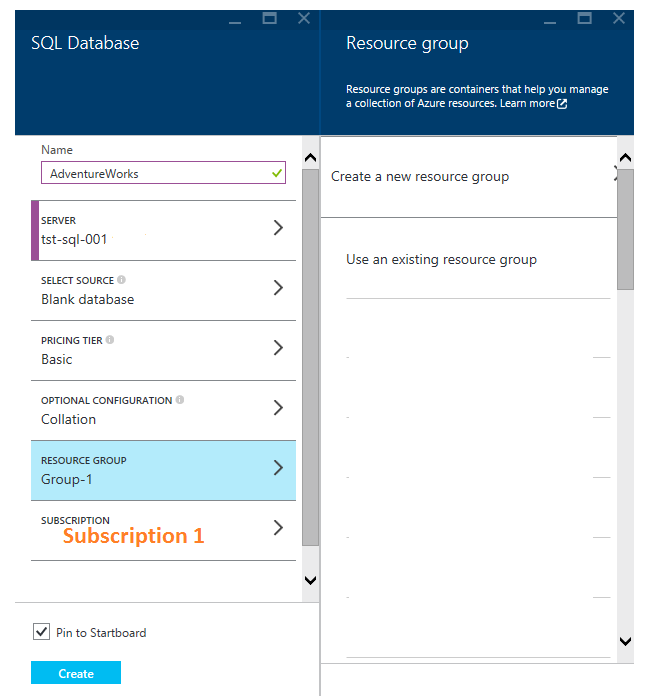 SQL Database
Name
AdventureWorks
SERVER
tst-sql-001
SELECT SOURCE
Blank database
PRICING TIER
Basic
OPTIONAL CONFIGURATION
Collation
RESOURCE GROUP
Group-1
SUBSCRIPTION
Subscription 1
Pin to Startboard
Create
Resource group
Resource groups are containers that help you manage
a collection of Azure resources. Learn more
Create a new resource group
Use an existing resource group